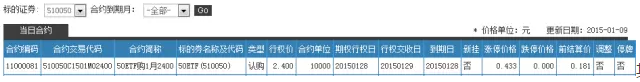 标的证券: 510050 合约到期月: -全部- Go
当日合约
* 价格单位: 元 更新日期: 2015-01-09
合约编码 合约交易代码 合约简称 标的券名称及代码 类型 行权价 合约单位 期权行权日 行权交收日 到期日 新挂 涨停价格 跌停价格 前结算价 调整 停牌
11000081 510050C1501M02400 50ETF购1月2400 50ETF(510050) 认购 2.400 10000 20150128 20150129 20150128 否 0.433 0.000 0.181 否 否